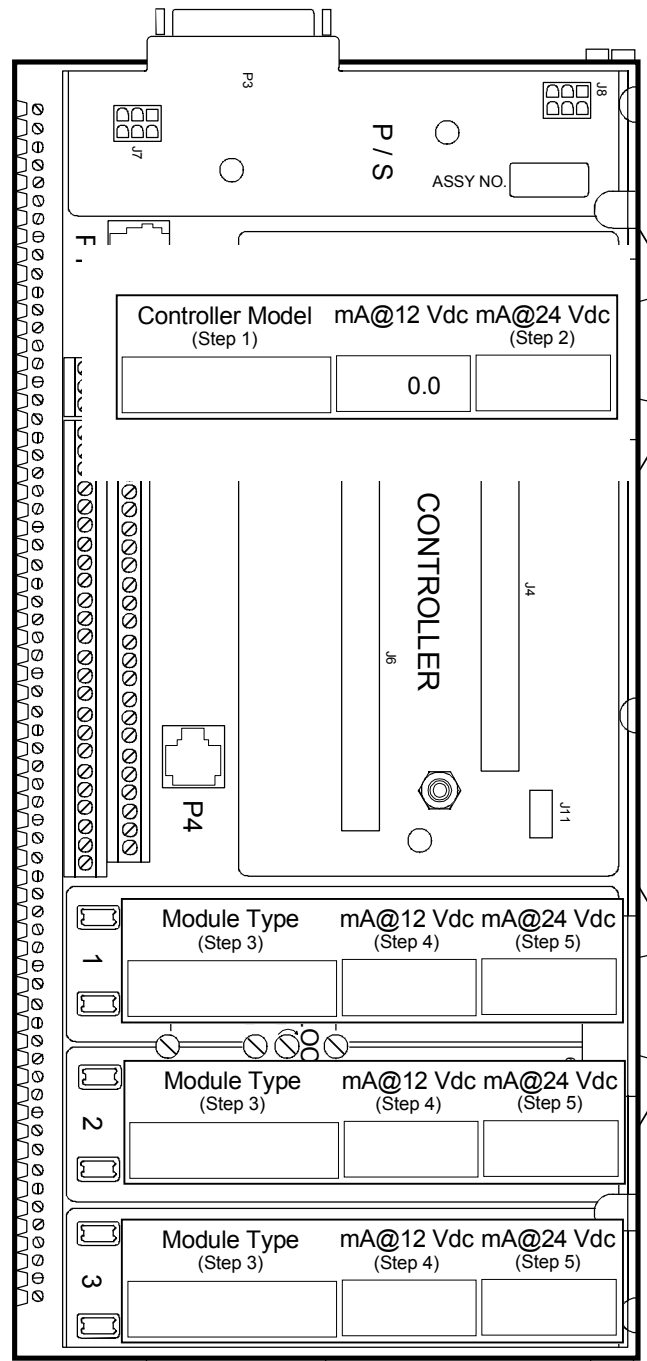 P3
J8
J7
P / S
ASSY NO.
Controller Model mA@12 Vdc mA@24 Vdc
(Step 1) (Step 2)
0.0
CONTROLLER
J4
J6
P4
J11
1
Module Type mA@12 Vdc mA@24 Vdc
(Step 3) (Step 4) (Step 5)
2
Module Type mA@12 Vdc mA@24 Vdc
(Step 3) (Step 4) (Step 5)
3
Module Type mA@12 Vdc mA@24 Vdc
(Step 3) (Step 4) (Step 5)